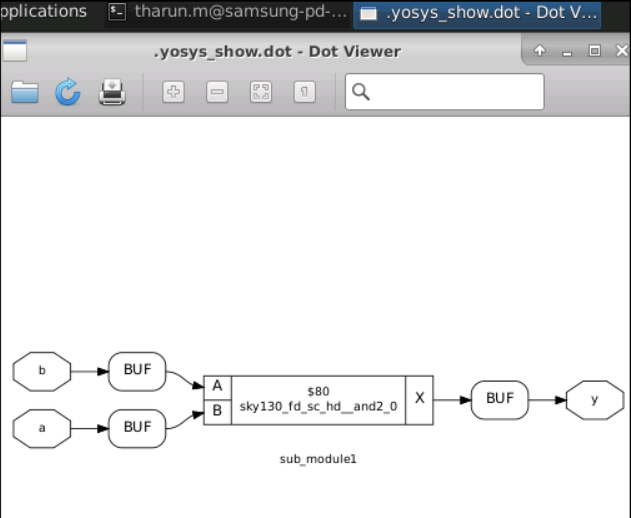 pplications
tharun.m@samsung-pd-...
.yosys_show.dot - Dot V...
.yosys_show.dot - Dot Viewer
b
BUF
a
BUF
A
B
$80
sky130_fd_sc_hd__and2_0
X
BUF
y
sub_module1